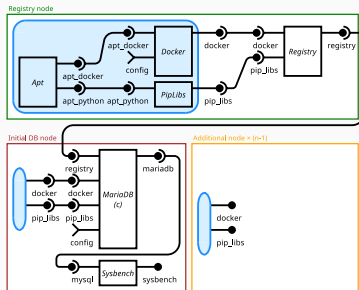 Registry node
apt_docker docker docker registry
Docker
Registry
config
pip_libs
Apt
apt_docker
PipLibs
apt_python apt_python pip_libs
Initial DB node
Additional node × (n-1)
registry mariadb
docker docker
MariaDB
(c)
pip_libs pip_libs
config
docker
pip_libs
Sysbench
mysql sysbench